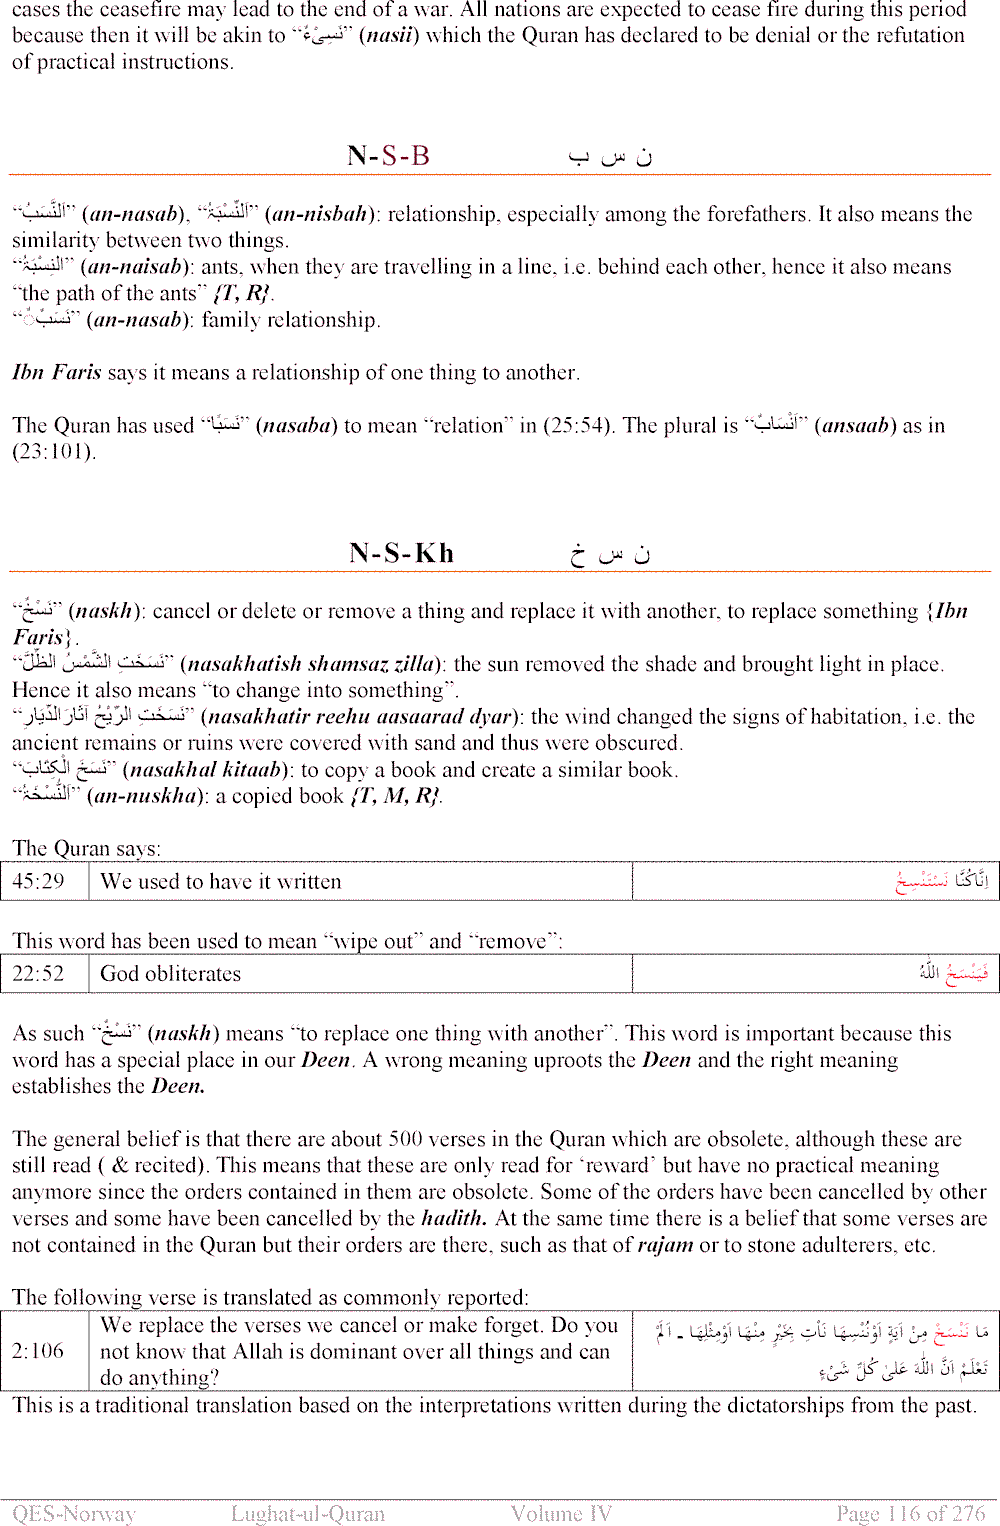 cases the ceasefire may lead to the end of a war. All nations are expected to cease fire during this period
because then it will be akin to “نَسِیْءٌ” (nasii) which the Quran has declared to be denial or the refutation
of practical instructions.
N-S-B ن س ب
“اَلنَّسَبُ” (an-nasab), “اَلنِّسْبَۃُ” (an-nisbah): relationship, especially among the forefathers. It also means the
similarity between two things.
“اَلنِسْبَۃُ” (an-naisab): ants, when they are travelling in a line, i.e. behind each other, hence it also means
“the path of the ants” {T, R}.
“نَسَبٌ” (an-nasab): family relationship.
Ibn Faris says it means a relationship of one thing to another.
The Quran has used “نَسَبًا” (nasaba) to mean “relation” in (25:54). The plural is “اَنْسَابٌ” (ansaab) as in
(23:101).
N-S-Kh ن س خ
“نَسْخٌ” (naskh): cancel or delete or remove a thing and replace it with another, to replace something {Ibn
Faris}.
“نَسَخَتِ الشَّمْسُ الظِّلَّ” (nasakhatish shamsaz zilla): the sun removed the shade and brought light in place.
Hence it also means “to change into something”.
“نَسَخَتِ الرِّیْحُ آثَارَالدِّیَارِ” (nasakhatir reehu aasaarad dyar): the wind changed the signs of habitation, i.e. the
ancient remains or ruins were covered with sand and thus were obscured.
“نَسَخَ الْکِتَابَ” (nasakhal kitaab): to copy a book and create a similar book.
“اَلنُّسْخَۃُ” (an-nuskha): a copied book {T, M, R}.
The Quran says:
45:29 We used to have it written اِنَّاکُنَّا نَسْتَنْسِخُ
This word has been used to mean “wipe out” and “remove”:
22:52 God obliterates فَیَنْسَخُ اللّٰہُ
As such “نَسْخٌ” (naskh) means “to replace one thing with another”. This word is important because this
word has a special place in our Deen. A wrong meaning uproots the Deen and the right meaning
establishes the Deen.
The general belief is that there are about 500 verses in the Quran which are obsolete, although these are
still read ( & recited). This means that these are only read for ‘reward’ but have no practical meaning
anymore since the orders contained in them are obsolete. Some of the orders have been cancelled by other
verses and some have been cancelled by the hadith. At the same time there is a belief that some verses are
not contained in the Quran but their orders are there, such as that of rajam or to stone adulterers, etc.
The following verse is translated as commonly reported:
2:106 We replace the verses we cancel or make forget. Do you
not know that Allah is dominant over all things and can
do anything?
مَا نَنْسَخْ مِنْ اٰیَۃٍ اَوْنُنْسِہَا نَأْتِ بِخَیْرٍ مِنْہَا اَوْمِثْلِہَا ۔ اَلَمْ
تَعْلَمْ اَنَّ اللّٰہَ عَلیٰ کُلِّ شَیْءٍ
This is a traditional translation based on the interpretations written during the dictatorships from the past.
QES-Norway Lughat-ul-Quran Volume IV Page 116 of 276